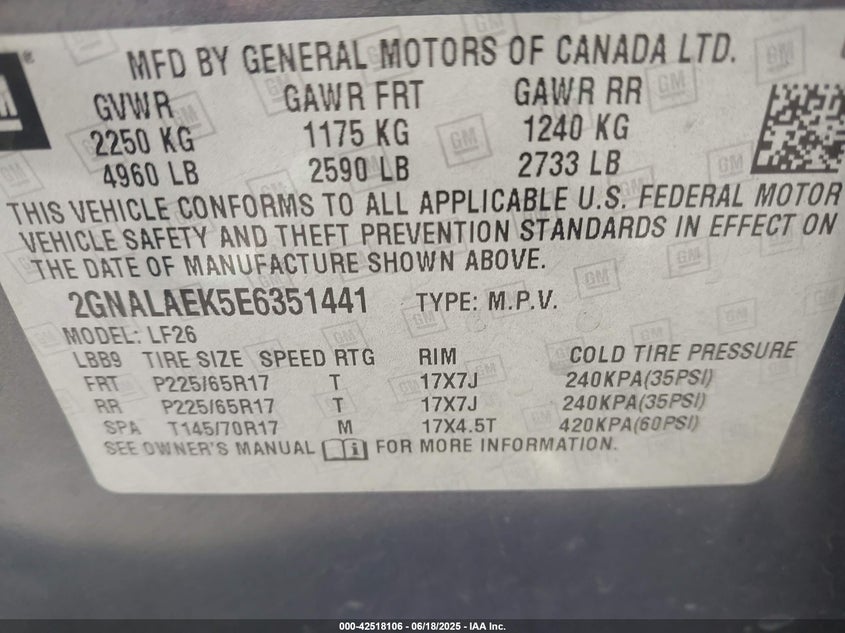 MFD BY GENERAL MOTORS OF CANADA LTD.
GVWR GAWR FRT GAWR RR
2250 KG 1175 KG 1240 KG
4960 LB 2590 LB 2733 LB
THIS VEHICLE CONFORMS TO ALL APPLICABLE U.S. FEDERAL MOTOR
VEHICLE SAFETY AND THEFT PREVENTION STANDARDS IN EFFECT ON
THE DATE OF MANUFACTURE SHOWN ABOVE.
2GNALAEK5E6351441 TYPE: M.P.V.
MODEL: LF26
LBB9 TIRE SIZE SPEED RTG RIM COLD TIRE PRESSURE
FRT P225/65R17 T 17X7J 240KPA(35PSI)
RR P225/65R17 T 17X7J 240KPA(35PSI)
SPA T145/70R17 M 17X4.5T 420KPA(60PSI)
SEE OWNER'S MANUAL FOR MORE INFORMATION.
000-42518106 - 06/18/2025 - IAA Inc.